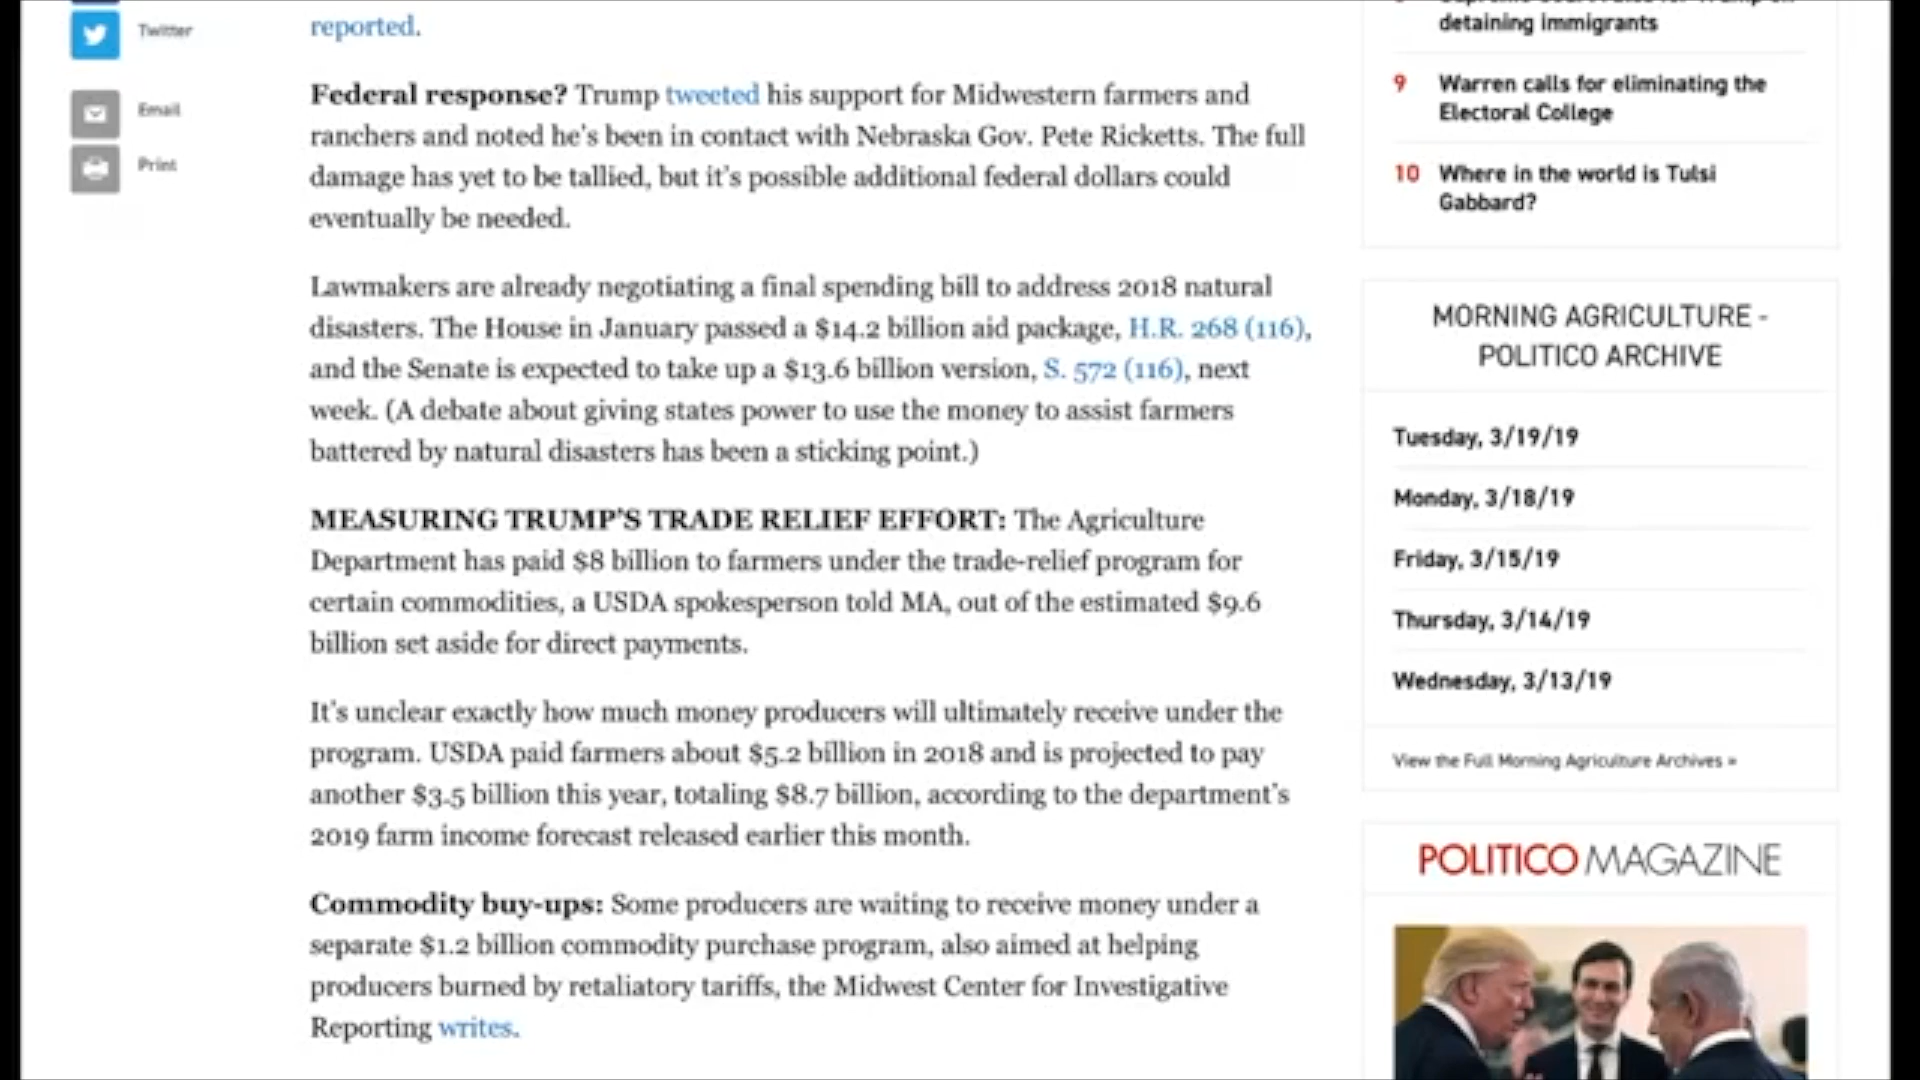 Twitter
Email
Print
reported.
Federal response? Trump tweeted his support for Midwestern farmers and
ranchers and noted he's been in contact with Nebraska Gov. Pete Ricketts. The full
damage has yet to be tallied, but it's possible additional federal dollars could
eventually be needed.
Lawmakers are already negotiating a final spending bill to address 2018 natural
disasters. The House in January passed a $14.2 billion aid package, H.R. 268 (116),
and the Senate is expected to take up a $13.6 billion version, S. 572 (116), next
week. (A debate about giving states power to use the money to assist farmers
battered by natural disasters has been a sticking point.)
MEASURING TRUMP'S TRADE RELIEF EFFORT: The Agriculture
Department has paid $8 billion to farmers under the trade-relief program for
certain commodities, a USDA spokesperson told MA, out of the estimated $9.6
billion set aside for direct payments.
It's unclear exactly how much money producers will ultimately receive under the
program. USDA paid farmers about $5.2 billion in 2018 and is projected to pay
another $3.5 billion this year, totaling $8.7 billion, according to the department's
2019 farm income forecast released earlier this month.
Commodity buy-ups: Some producers are waiting to receive money under a
separate $1.2 billion commodity purchase program, also aimed at helping
producers burned by retaliatory tariffs, the Midwest Center for Investigative
Reporting writes.
detaining immigrants
9 Warren calls for eliminating the
Electoral College
10 Where in the world is Tulsi
Gabbard?
MORNING AGRICULTURE -
POLITICO ARCHIVE
Tuesday, 3/19/19
Monday, 3/18/19
Friday, 3/15/19
Thursday, 3/14/19
Wednesday, 3/13/19
View the Full Morning Agriculture Archives »
POLITICO MAGAZINE